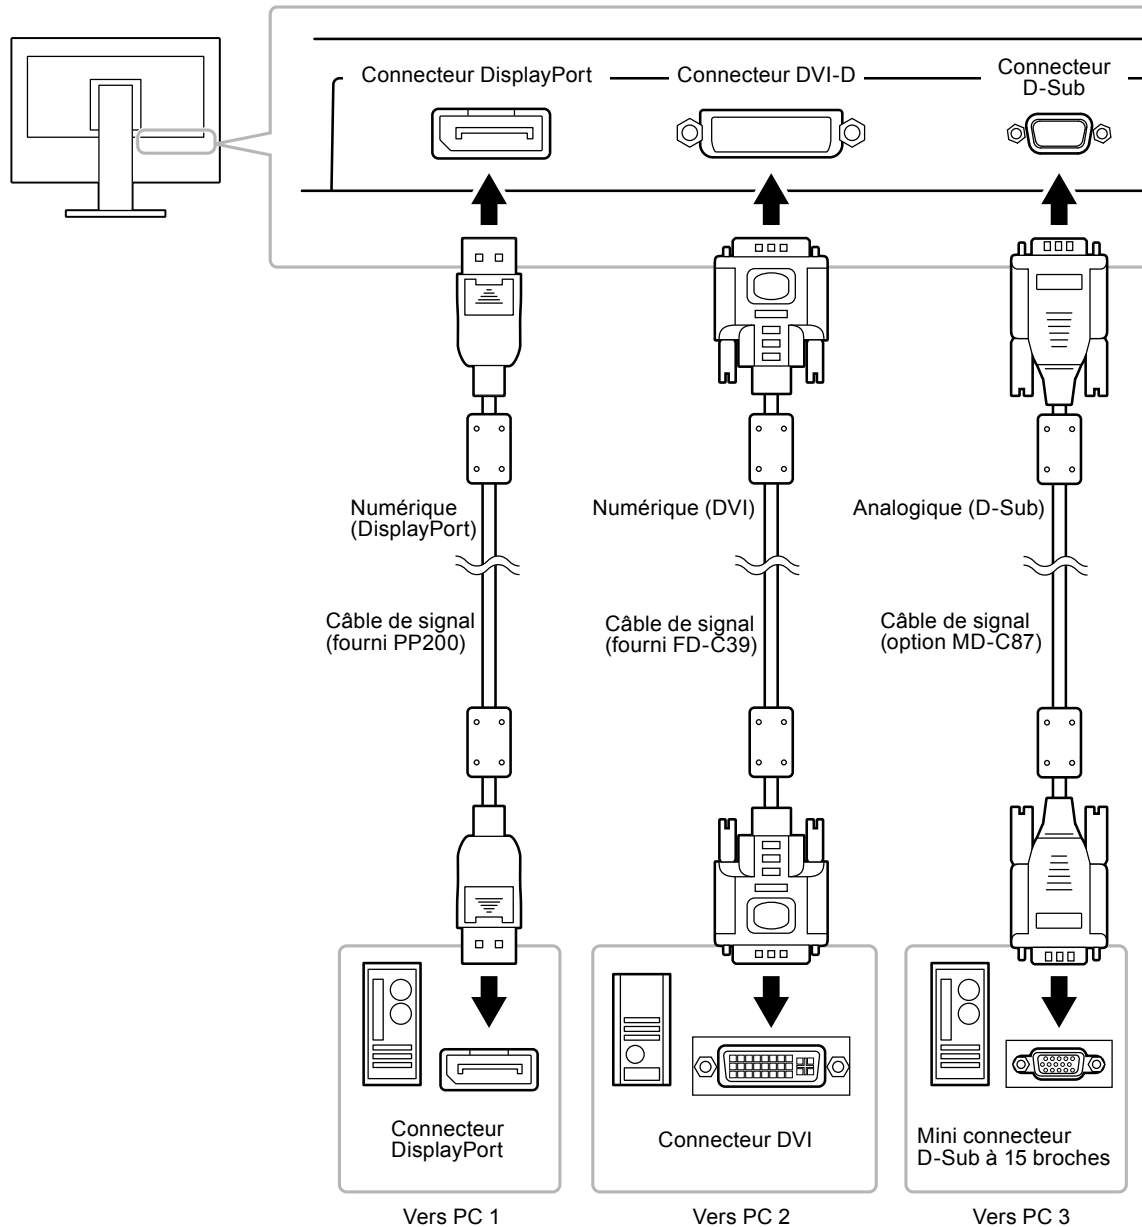 Connecteur DisplayPort
Connecteur DVI-D
Connecteur
D-Sub
Numérique
(DisplayPort)
Numérique (DVI)
Analogique (D-Sub)
Câble de signal
(fourni PP200)
Câble de signal
(fourni FD-C39)
Câble de signal
(option MD-C87)
Connecteur
DisplayPort
Connecteur DVI
Mini connecteur
D-Sub à 15 broches
Vers PC 1
Vers PC 2
Vers PC 3